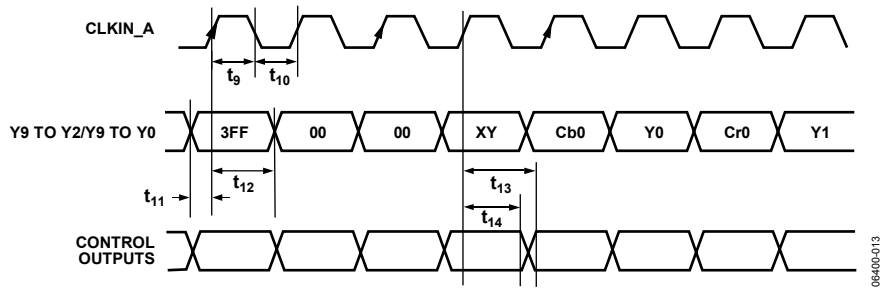 CLKIN_A
t9 t10
Y9 TO Y2/Y9 TO Y0 3FF 00 00 XY Cb0 Y0 Cr0 Y1
t12 t13
t11
t14
CONTROL
OUTPUTS
06400-013